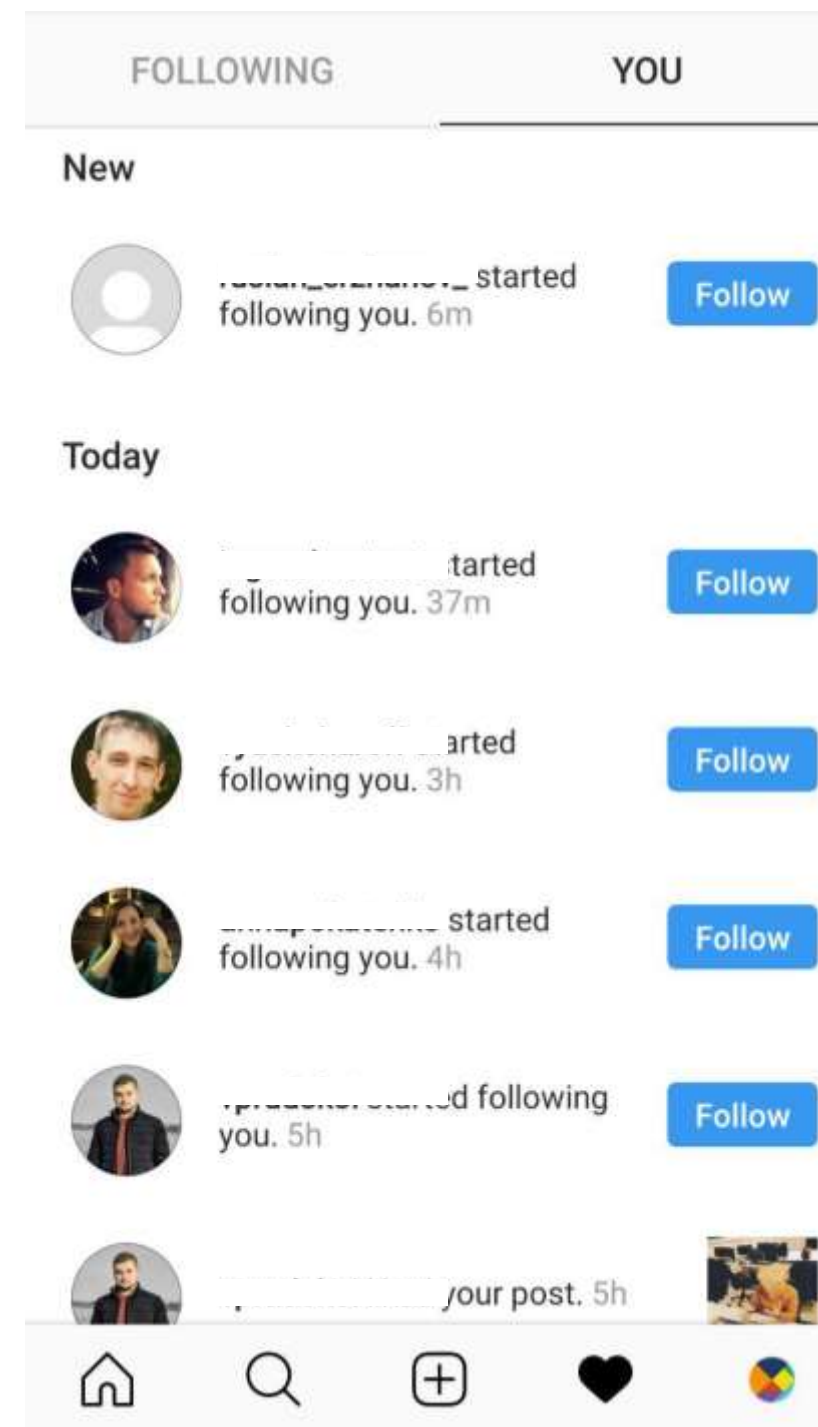 FOLLOWING
YOU
New
started
following you. 6m
Follow
Today
following you. 37m
Follow
following you. 3h
Follow
started
following you. 4h
Follow
following
you. 5h
Follow
your post. 5h